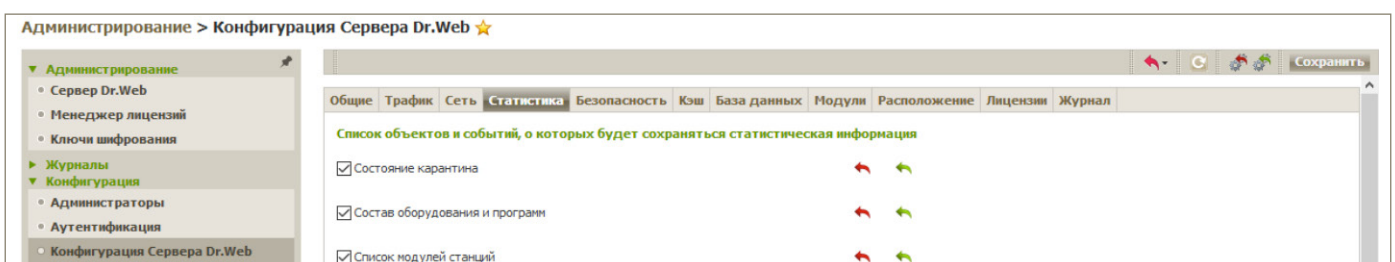 Администрирование > Конфигурация Сервера Dr.Web
Администрирование
Сервер Dr.Web
Менеджер лицензий
Ключи шифрования
Журналы
Конфигурация
Администраторы
Аутентификация
Конфигурация Сервера Dr.Web
Сохранить
Общие Трафик Сеть Статистика Безопасность Кэш База данных Модули Расположение Лицензии Журнал
Список объектов и событий, о которых будет сохраняться статистическая информация
Состояние карантина
Состав оборудования и программ
Список модулей станций